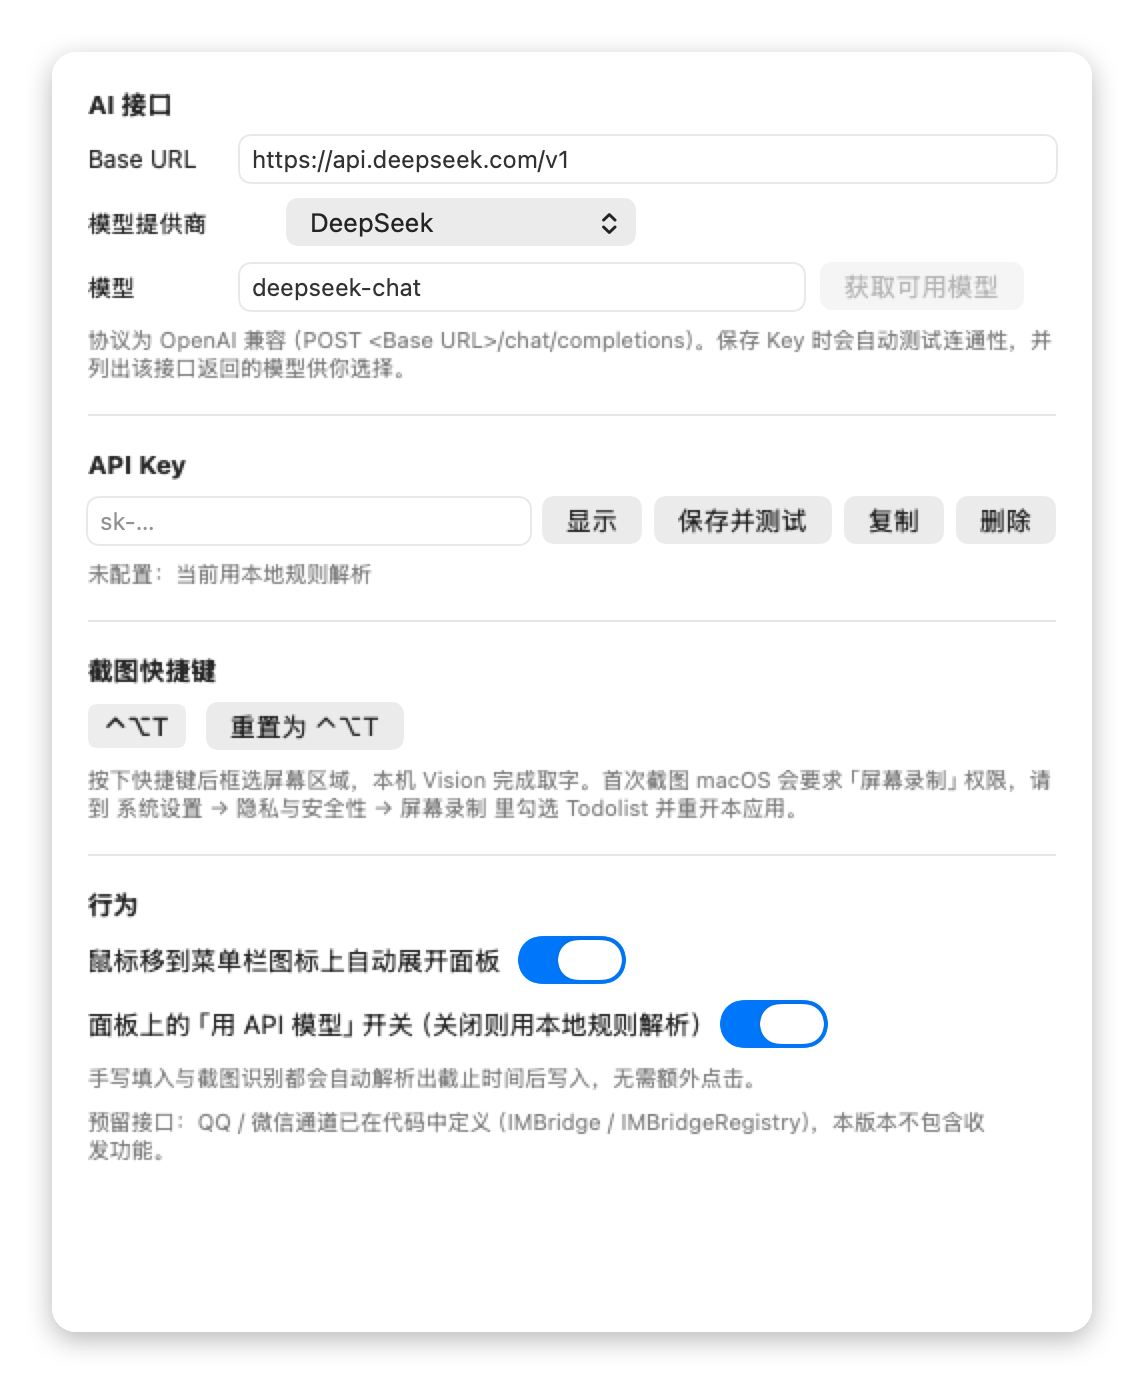 AI 接口
Base URL https://api.deepseek.com/v1
模型提供商 DeepSeek
模型 deepseek-chat 获取可用模型
协议为 OpenAI 兼容（POST <Base URL>/chat/completions）。保存 Key 时会自动测试连通性，并
列出该接口返回的模型供你选择。
API Key
sk-... 显示 保存并测试 复制 删除
未配置：当前用本地规则解析
截图快捷键
^⌥T 重置为 ^⌥T
按下快捷键后框选屏幕区域，本机 Vision 完成取字。首次截图 macOS 会要求「屏幕录制」权限，请
到 系统设置 → 隐私与安全性 → 屏幕录制 里勾选 Todolist 并重开本应用。
行为
鼠标移到菜单栏图标上自动展开面板
面板上的「用 API 模型」开关（关闭则用本地规则解析）
手写填入与截图识别都会自动解析出截止时间后写入，无需额外点击。
预留接口：QQ / 微信通道已在代码中定义（IMBridge / IMBridgeRegistry），本版本不包含收
发功能。